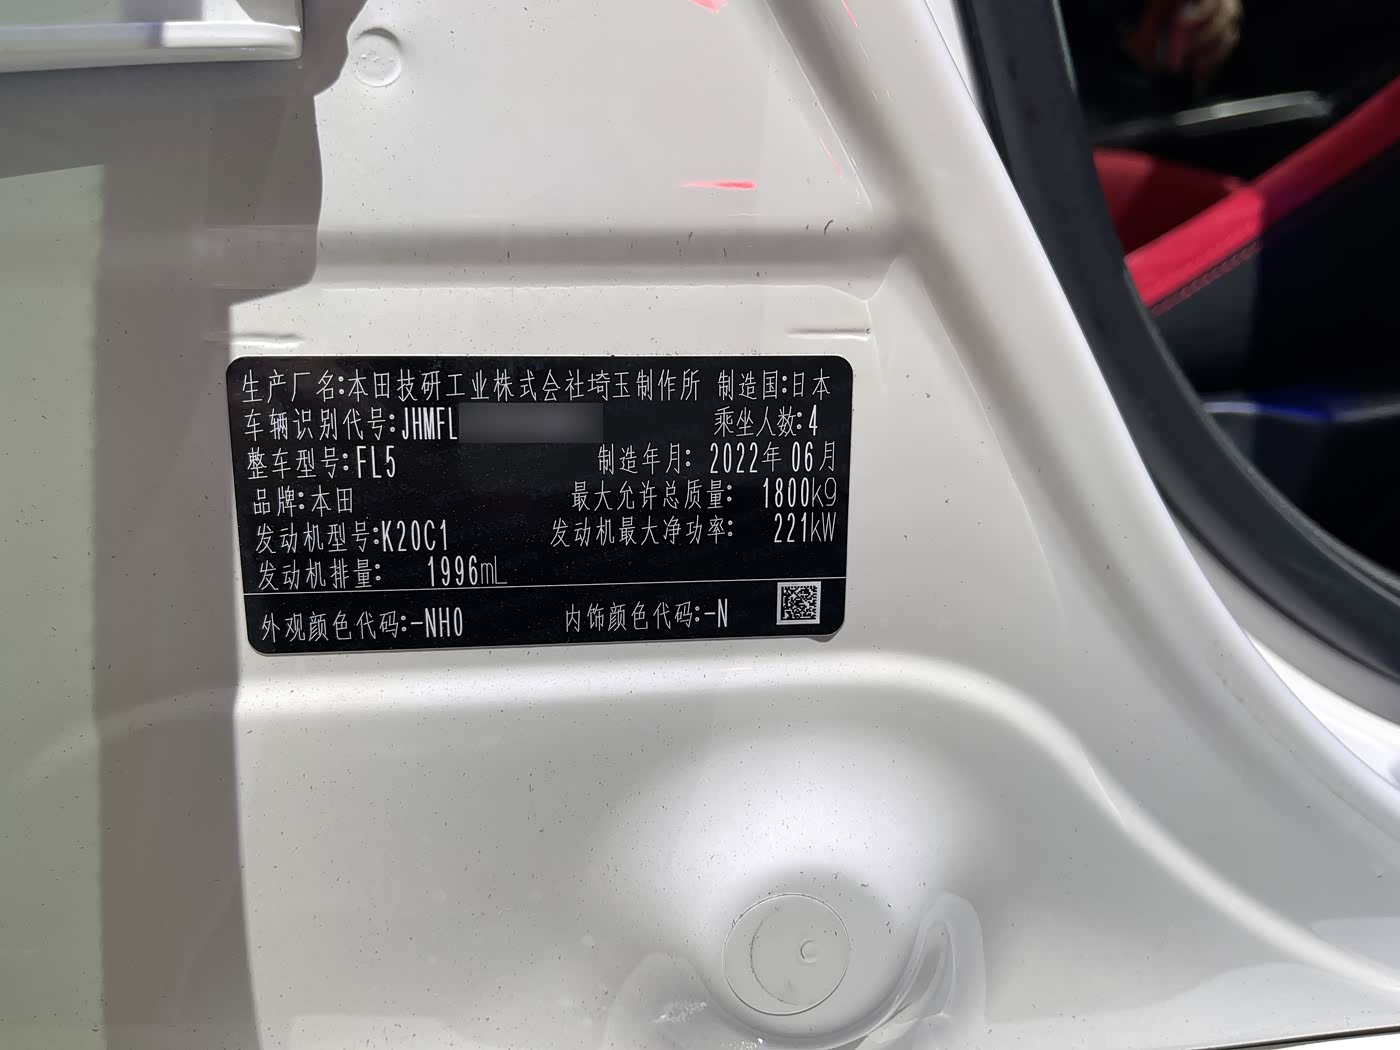 生产厂名:本田技研工业株式会社埼玉制作所 制造国:日本
车辆识别代号:JHMFL 乘坐人数:4
整车型号:FL5 制造年月: 2022年 06月
品牌:本田 最大允许总质量: 1800kg
发动机型号:K20C1 发动机最大净功率: 221kW
发动机排量: 1996mL
外观颜色代码:-NH0 内饰颜色代码:-N